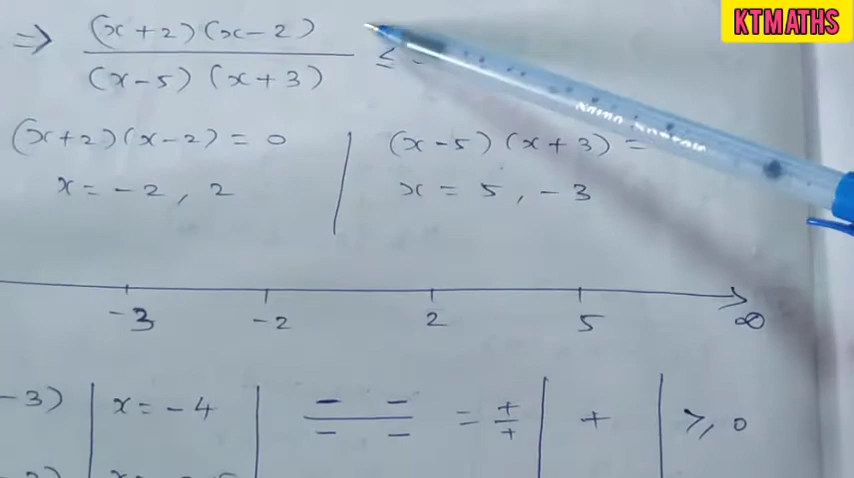 KTMATHS
⇒ (x+2)(x-2)
(x-5)(x+3) ≤
(x+2)(x-2) = 0 | (x-5)(x+3) =
x = -2, 2 | x = 5, -3
-3 -2 2 5 ∞
-3) | x = -4 | - - / - - = + / + | + | ≥ 0